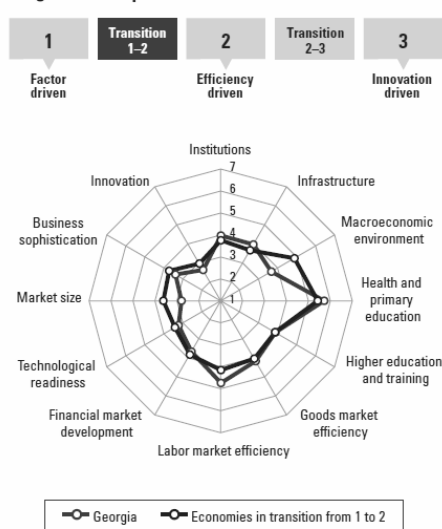 1
Transition
1–2
2
Transition
2–3
3
Factor
driven
Efficiency
driven
Innovation
driven
Institutions
Infrastructure
Macroeconomic
environment
Health and
primary
education
Higher education
and training
Goods market
efficiency
Labor market efficiency
Financial market
development
Technological
readiness
Market size
Business
sophistication
Innovation
7
6
5
4
3
2
1
Georgia
Economies in transition from 1 to 2